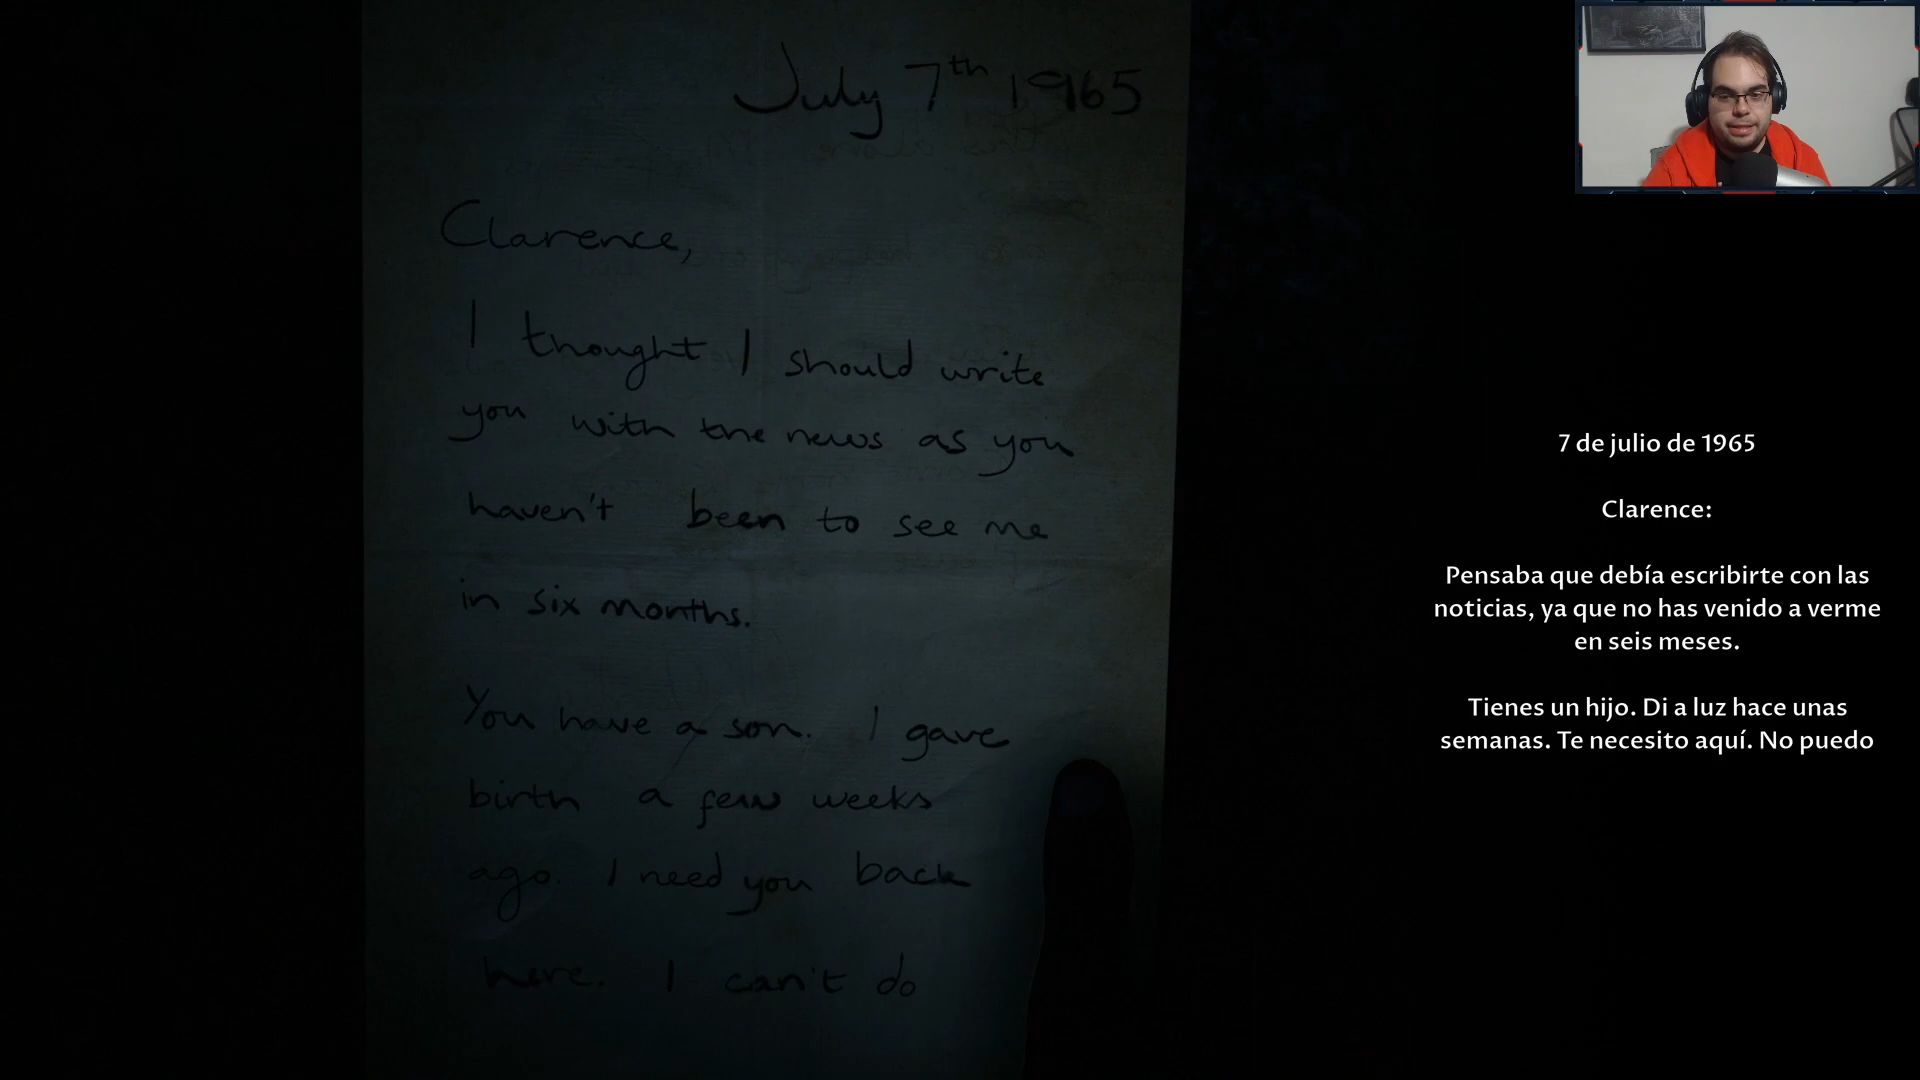 July 7th 1965
Clarence,
I thought I should write
you with the news as you
haven't been to see me
in six months.
You have a son. I gave
birth a few weeks
ago. I need you back
here. I can't do
7 de julio de 1965
Clarence:
Pensaba que debía escribirte con las
noticias, ya que no has venido a verme
en seis meses.
Tienes un hijo. Di a luz hace unas
semanas. Te necesito aquí. No puedo